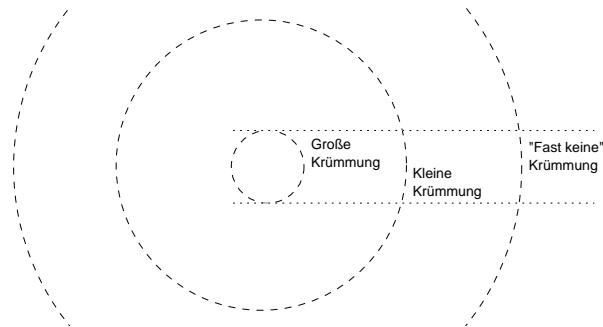 Große
Krümmung
Kleine
Krümmung
"Fast keine"
Krümmung